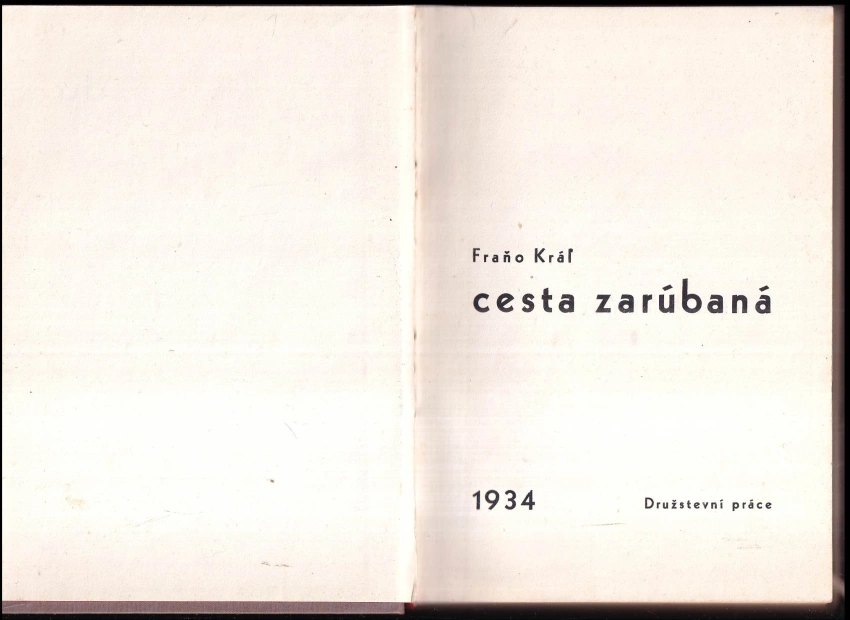 Fraňo Kráľ
cesta zarúbaná
1934 Družstevní práce